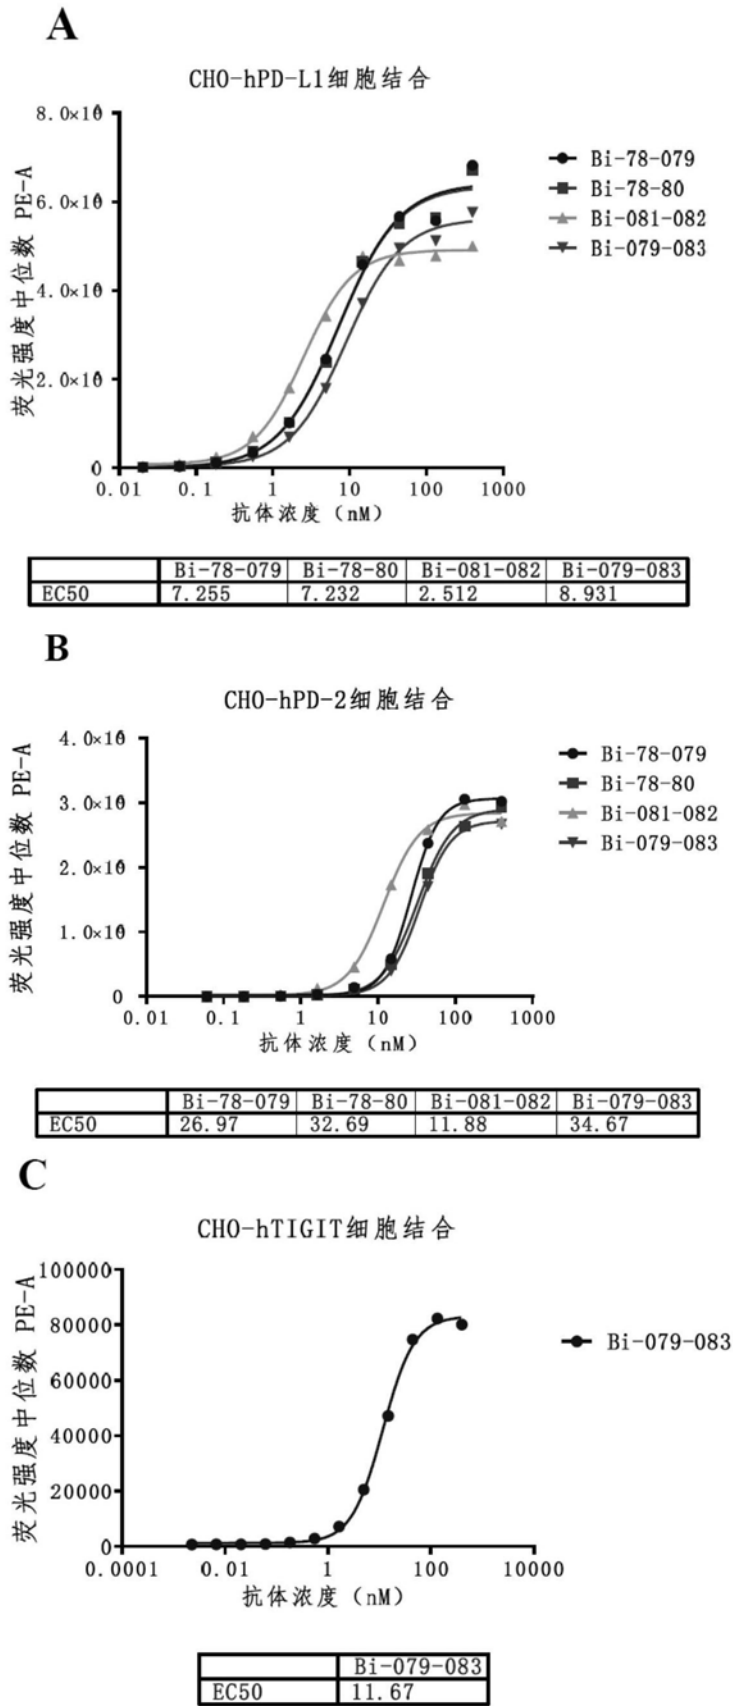 A
CHO-hPD-L1细胞结合
荧光强度中位数 PE-A
8.0×10
6.0×10
4.0×10
2.0×10
0
0.01 0.1 1 10 100 1000
抗体浓度（nM）
Bi-78-079
Bi-78-80
Bi-081-082
Bi-079-083
Bi-78-079 Bi-78-80 Bi-081-082 Bi-079-083
EC50 7.255 7.232 2.512 8.931
B
CHO-hPD-2细胞结合
荧光强度中位数 PE-A
4.0×10
3.0×10
2.0×10
1.0×10
0
0.01 0.1 1 10 100 1000
抗体浓度（nM）
Bi-78-079
Bi-78-80
Bi-081-082
Bi-079-083
Bi-78-079 Bi-78-80 Bi-081-082 Bi-079-083
EC50 26.97 32.69 11.88 34.67
C
CHO-hTIGIT细胞结合
荧光强度中位数 PE-A
100000
80000
60000
40000
20000
0
0.0001 0.01 1 100 10000
抗体浓度（nM）
Bi-079-083
Bi-079-083
EC50 11.67